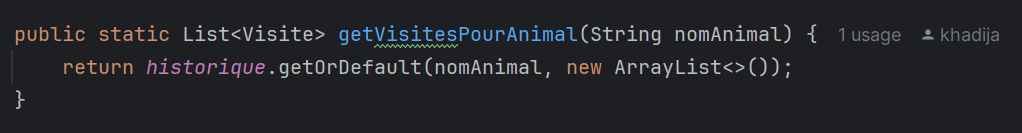 public static List<Visite> getVisitesPourAnimal(String nomAnimal) { 1 usage khadija
return historique.getOrDefault(nomAnimal, new ArrayList<>());
}